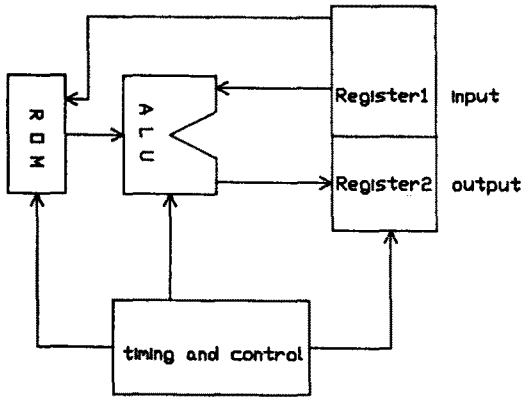 Register1 input
ROM
ALU
Register2 output
timing and control